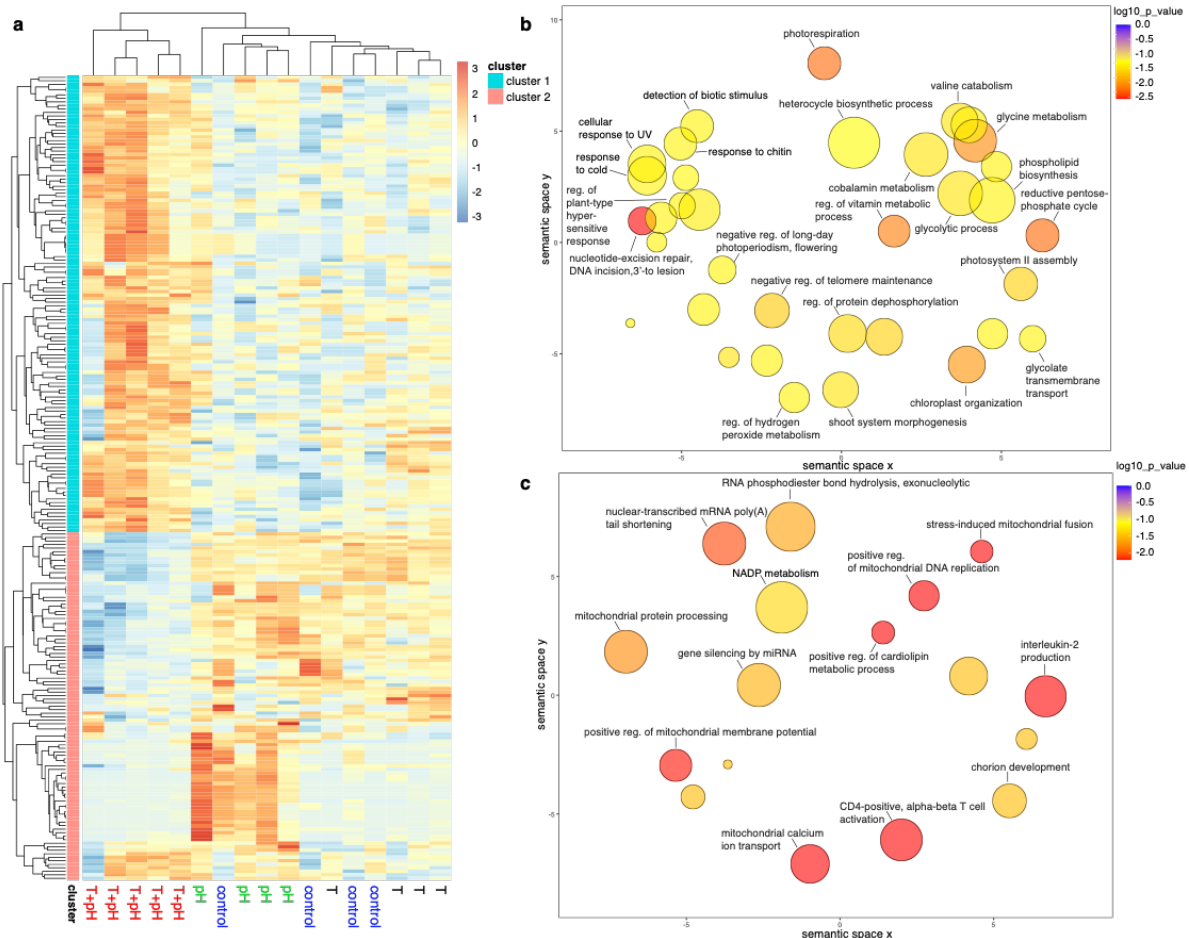 a
cluster
cluster 1
cluster 2
3
2
1
0
-1
-2
-3
cluster
T+pH
T+pH
T+pH
T+pH
T+pH
pH
control
pH
pH
pH
control
T
control
control
T
T
T
b
log10_p_value
0.0
-0.5
-1.0
-1.5
-2.0
-2.5
10
5
0
-5
semantic space y
-5
0
5
semantic space x
photorespiration
valine catabolism
detection of biotic stimulus
heterocycle biosynthetic process
glycine metabolism
cellular
response to UV
response to chitin
response
to cold
phospholipid
biosynthesis
cobalamin metabolism
reg. of
plant-type
hyper-
sensitive
response
reductive pentose-
phosphate cycle
reg. of vitamin metabolic
process
glycolytic process
negative reg. of long-day
photoperiodism, flowering
nucleotide-excision repair,
DNA incision,3'-to lesion
photosystem II assembly
negative reg. of telomere maintenance
reg. of protein dephosphorylation
glycolate
transmembrane
transport
chloroplast organization
reg. of hydrogen
peroxide metabolism
shoot system morphogenesis
c
log10_p_value
0.0
-0.5
-1.0
-1.5
-2.0
5
0
-5
semantic space y
-5
0
5
semantic space x
RNA phosphodiester bond hydrolysis, exonucleolytic
nuclear-transcribed mRNA poly(A)
tail shortening
stress-induced mitochondrial fusion
positive reg.
of mitochondrial DNA replication
NADP metabolism
mitochondrial protein processing
gene silencing by miRNA
positive reg. of cardiolipin
metabolic process
interleukin-2
production
positive reg. of mitochondrial membrane potential
chorion development
CD4-positive, alpha-beta T cell
activation
mitochondrial calcium
ion transport